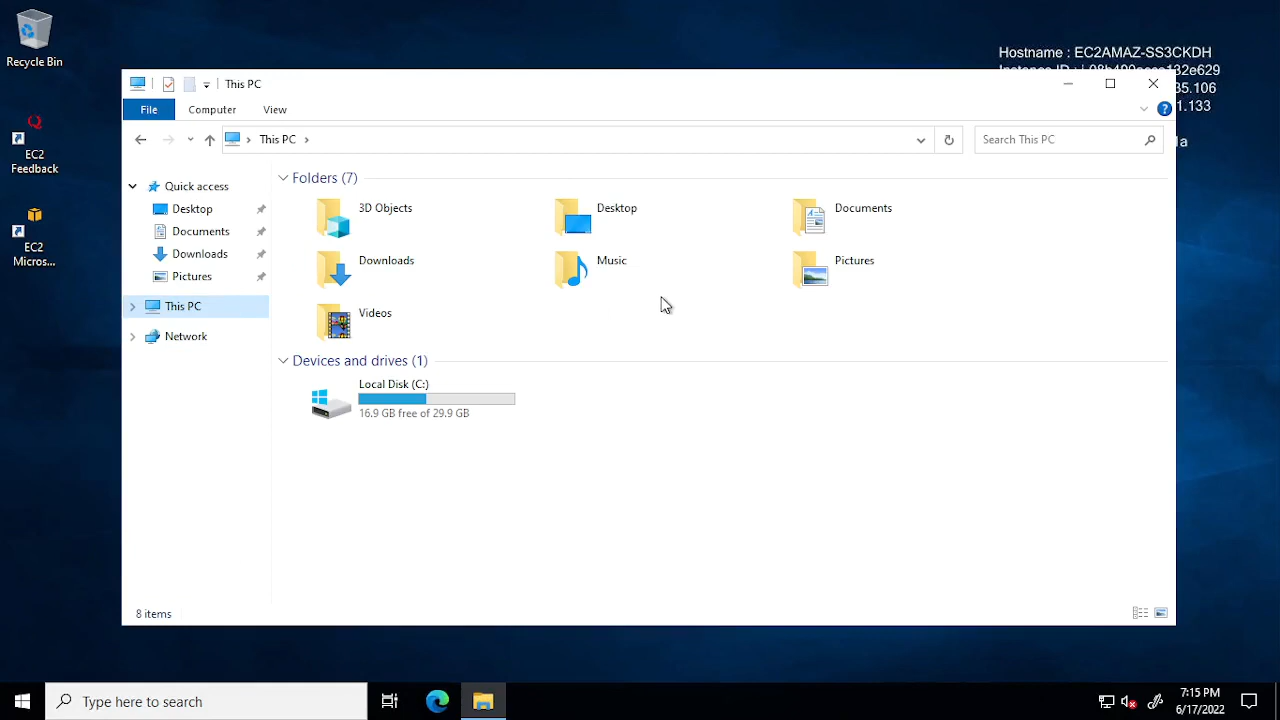 Recycle Bin
Hostname : EC2AMAZ-SS3CKDH
This PC
35.106
1.133
File Computer View
This PC
Search This PC
EC2
Feedback
Quick access
Desktop
Documents
Downloads
Pictures
This PC
Network
EC2
Micros...
Folders (7)
3D Objects
Desktop
Documents
Downloads
Music
Pictures
Videos
Devices and drives (1)
Local Disk (C:)
16.9 GB free of 29.9 GB
8 items
Type here to search
7:15 PM
6/17/2022